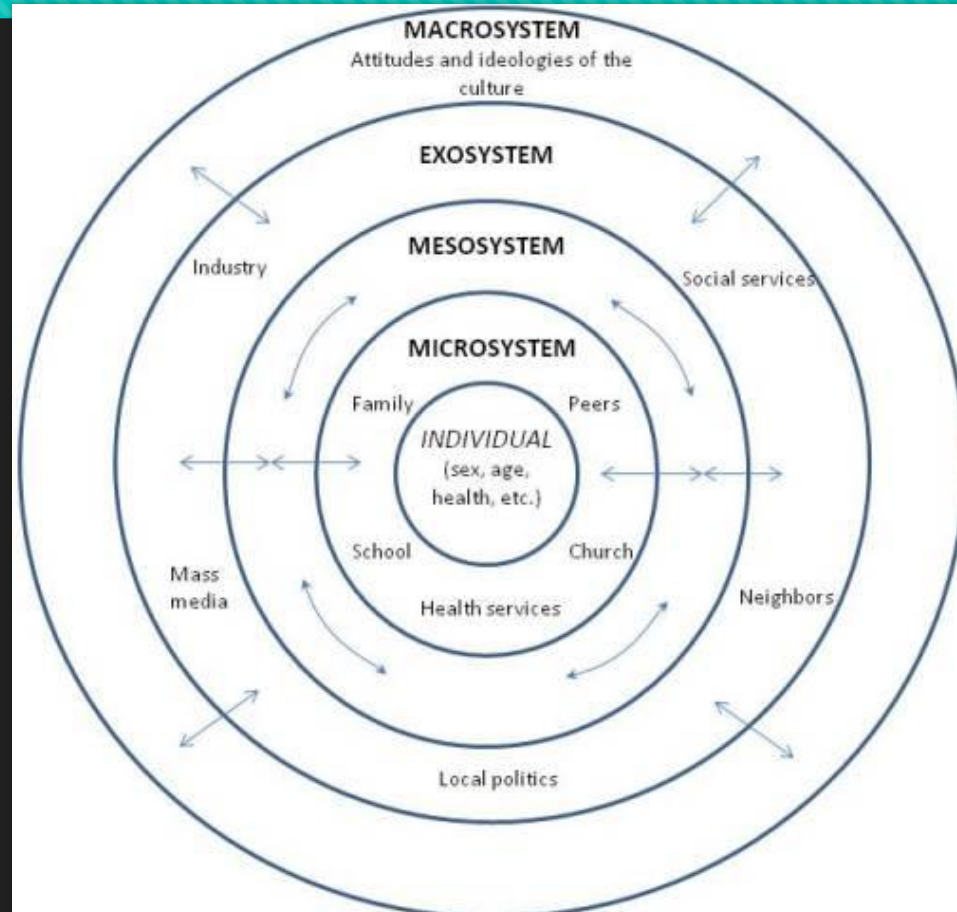 MACROSYSTEM
Attitudes and ideologies of the
culture
EXOSYSTEM
Industry
Social services
MESOSYSTEM
MICROSYSTEM
Family
Peers
INDIVIDUAL
(sex, age,
health, etc.)
School
Church
Health services
Mass
media
Neighbors
Local politics